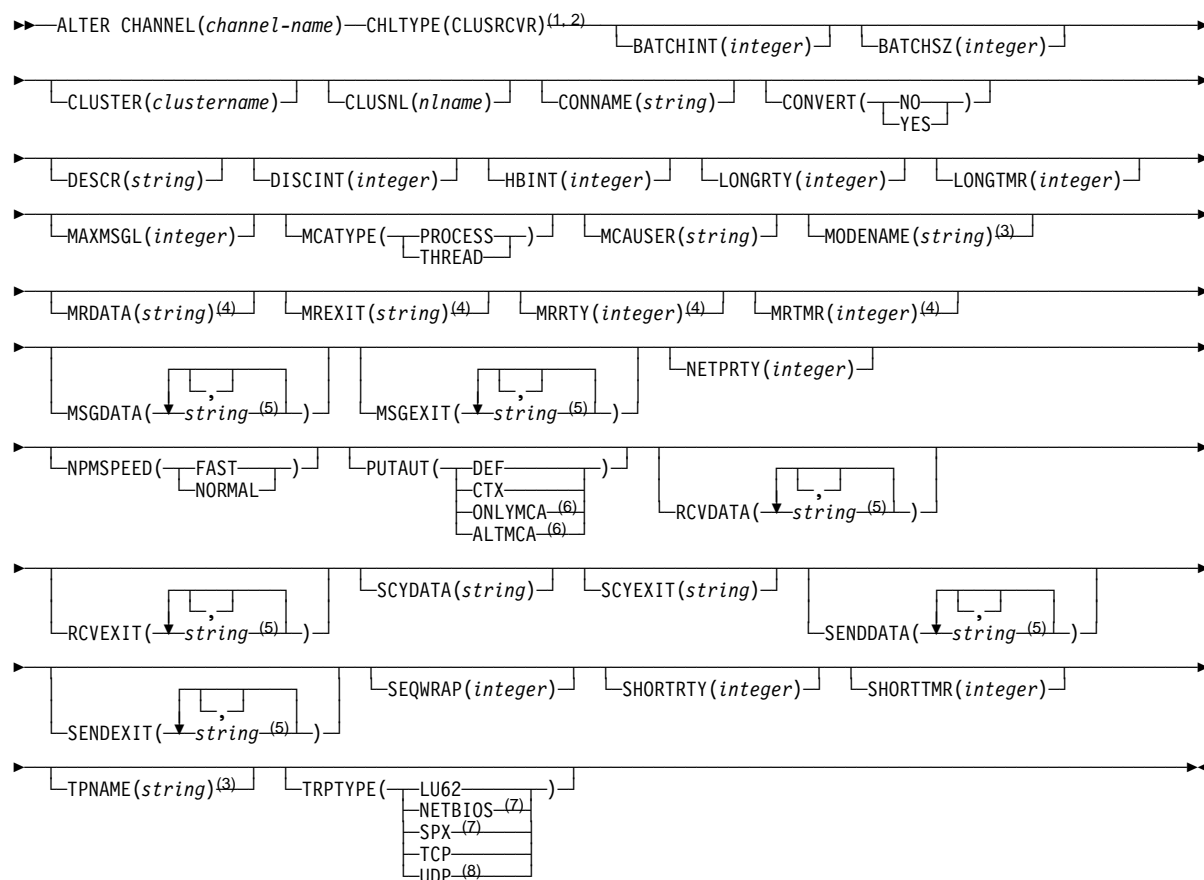 ALTER CHANNEL(channel-name) CHLTYPE(CLUSRCVR)(1, 2) BATCHINT(integer) BATCHSZ(integer)
CLUSTER(clustername) CLUSNL(nlname) CONNAME(string) CONVERT( NO )
YES
DESCR(string) DISCINT(integer) HBINT(integer) LONGRTY(integer) LONGTMR(integer)
MAXMSGL(integer) MCATYPE( PROCESS ) MCAUSER(string) MODENAME(string)(3)
THREAD
MRDATA(string)(4) MREXIT(string)(4) MRRTY(integer)(4) MRTMR(integer)(4)
NETPRTY(integer)
, ,
MSGDATA( string (5) ) MSGEXIT( string (5) )
NPMSPEED( FAST ) PUTAUT( DEF )
NORMAL CTX ,
ONLYMCA (6) RCVDATA( string (5) )
ALTMCA (6)
SCYDATA(string) SCYEXIT(string)
, ,
RCVEXIT( string (5) ) SENDDATA( string (5) )
SEQWRAP(integer) SHORTRTY(integer) SHORTTMR(integer)
,
SENDEXIT( string (5) )
TPNAME(string)(3) TRPTYPE( LU62 )
NETBIOS (7)
SPX (7)
TCP
UDP (8)